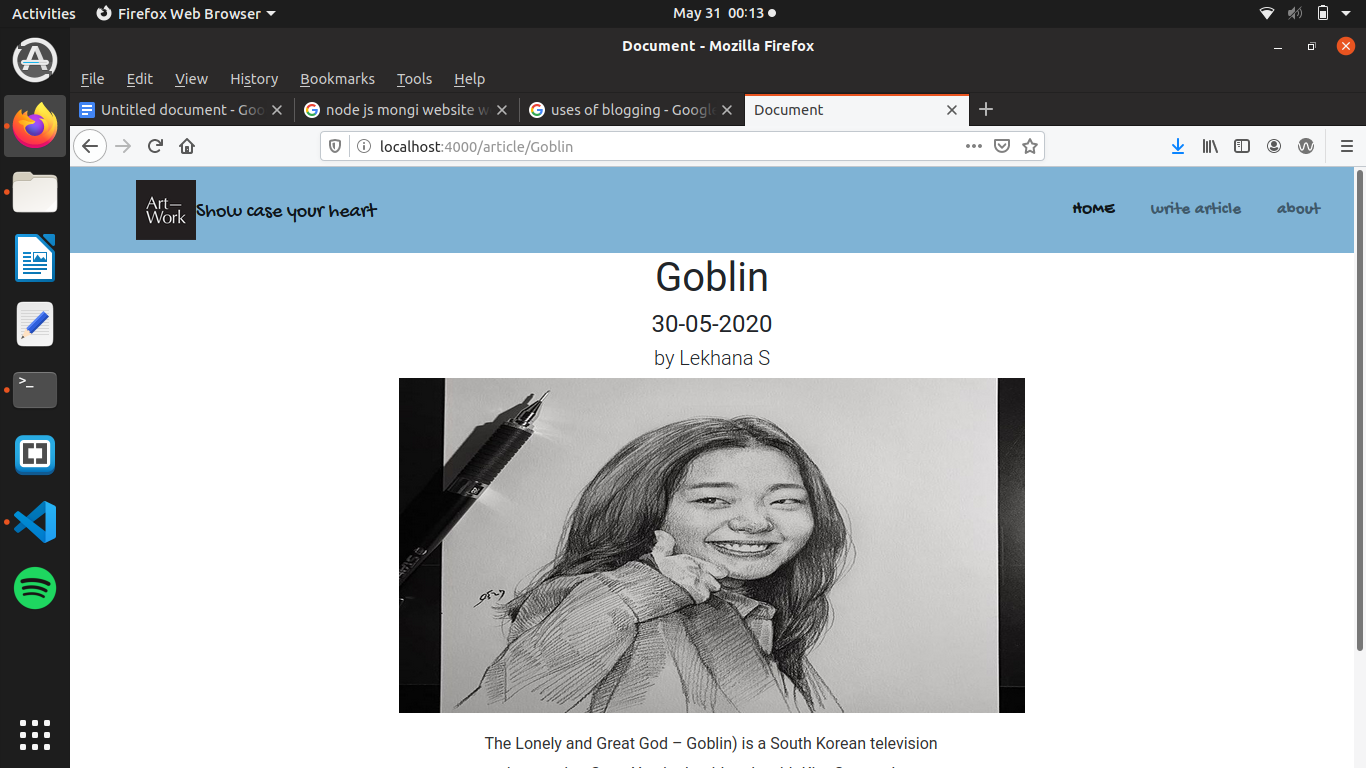 Activities
Firefox Web Browser
May 31 00:13
Document - Mozilla Firefox
File Edit View History Bookmarks Tools Help
Untitled document - Goo
node js mongi website w
uses of blogging - Google
Document
localhost:4000/article/Goblin
Art—
Work
Show case your heart
HOME
write article
about
Goblin
30-05-2020
by Lekhana S
The Lonely and Great God – Goblin) is a South Korean television